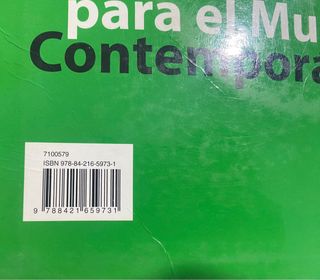 para el Mu
Contempora
7100579
ISBN 978-84-216-5973-1
9 788421 659731